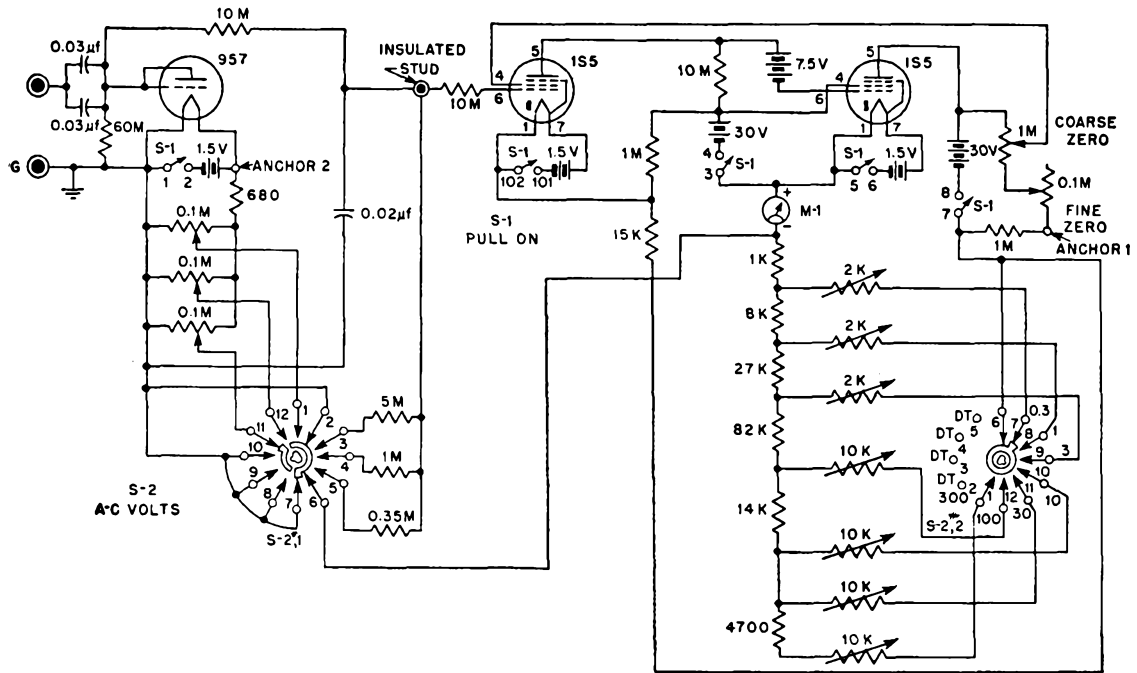 10 M
0.03µf
957
0.03µf
60M
G
S-1
1.5V
1
2
ANCHOR 2
680
0.1M
0.1M
0.1M
0.02µf
INSULATED
STUD
10M
5
1S5
4
6
1
7
S-1
1.5V
102
101
S-1
PULL ON
10 M
7.5V
1M
30V
4
S-1
3
15K
5
1S5
4
6
1
7
S-1
1.5V
5
6
+
M-1
-
30V
1M
COARSE
ZERO
0.1M
8
7
S-1
FINE
ZERO
1M
ANCHOR 1
1K
2K
8K
2K
27K
2K
82K
10K
14K
10K
10K
4700
10K
12
1
2
11
3
5M
10
4
1M
9
5
8
7
6
0.35M
S-2
A-C VOLTS
S-2,1
DT
5
6
7
0.3
DT
4
8
1
DT
3
9
3
DT
2
10
10
300
1
12
11
100
30
S-2,2